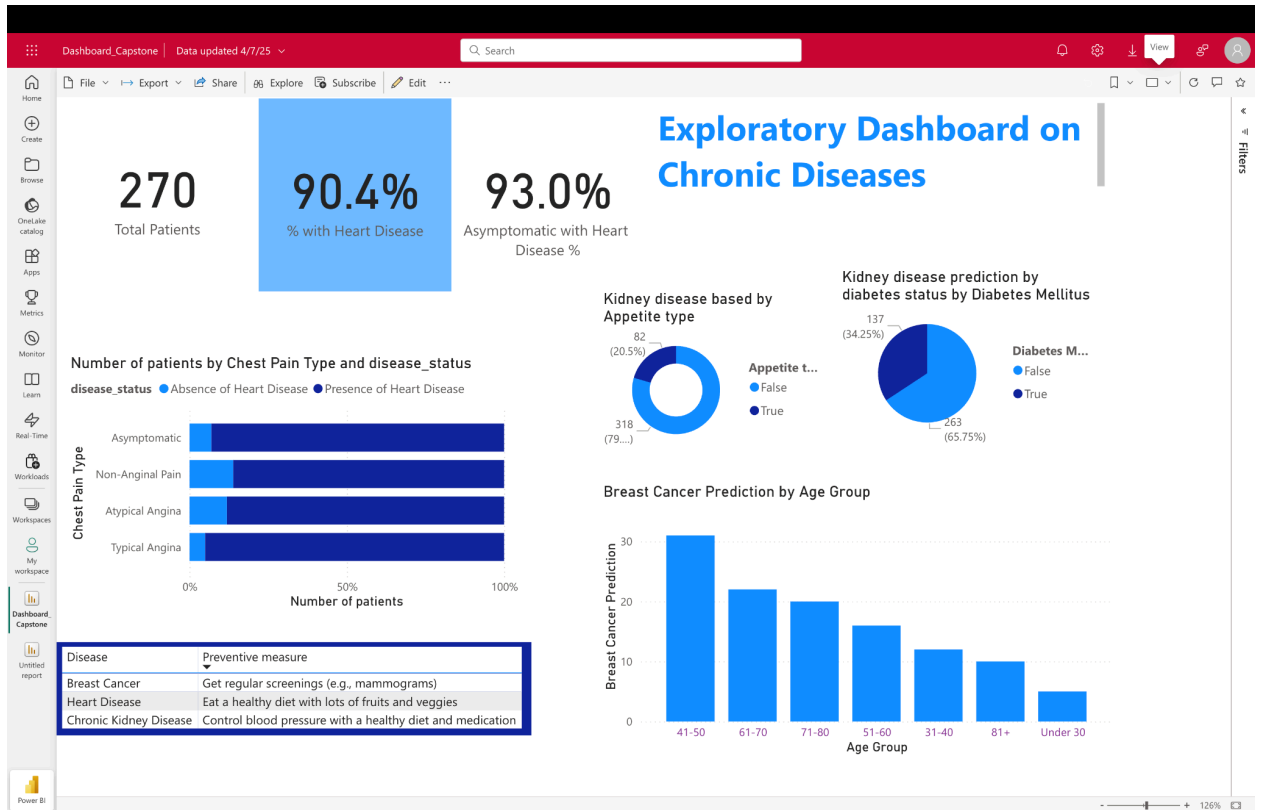 Dashboard_Capstone | Data updated 4/7/25
Search
View
File Export Share Explore Subscribe Edit ...
Home
Create
Browse
OneLake
catalog
Apps
Metrics
Monitor
Learn
Real-Time
Workloads
Workspaces
My
workspace
Dashboard_
Capstone
Untitled
report
Power BI
Filters
270
Total Patients
90.4%
% with Heart Disease
93.0%
Asymptomatic with Heart
Disease %
Exploratory Dashboard on
Chronic Diseases
Number of patients by Chest Pain Type and disease_status
disease_status Absence of Heart Disease Presence of Heart Disease
Chest Pain Type
Asymptomatic
Non-Anginal Pain
Atypical Angina
Typical Angina
0% 50% 100%
Number of patients
Kidney disease based by
Appetite type
82
(20.5%)
318
(79....)
Appetite t...
False
True
Kidney disease prediction by
diabetes status by Diabetes Mellitus
137
(34.25%)
263
(65.75%)
Diabetes M...
False
True
Breast Cancer Prediction by Age Group
Breast Cancer Prediction
30
20
10
0
41-50 61-70 71-80 51-60 31-40 81+ Under 30
Age Group
Disease Preventive measure
Breast Cancer Get regular screenings (e.g., mammograms)
Heart Disease Eat a healthy diet with lots of fruits and veggies
Chronic Kidney Disease Control blood pressure with a healthy diet and medication
- + 126%